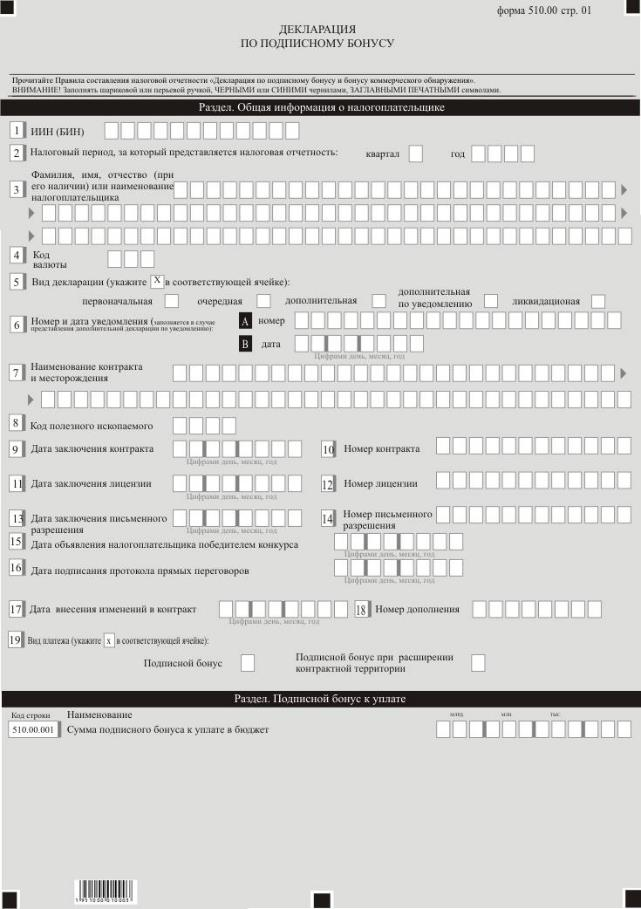 форма 510.00 стр. 01
ДЕКЛАРАЦИЯ
ПО ПОДПИСНОМУ БОНУСУ
Прочитайте Правила составления налоговой отчетности «Декларация по подписному бонусу и бонусу коммерческого обнаружения».
ВНИМАНИЕ! Заполнять шариковой или перьевой ручкой, ЧЕРНЫМИ или СИНИМИ чернилами, ЗАГЛАВНЫМИ ПЕЧАТНЫМИ символами.
Раздел. Общая информация о налогоплательщике
1 ИИН (БИН)
2 Налоговый период, за который представляется налоговая отчетность: квартал год
Фамилия, имя, отчество (при
3 его наличии) или наименование
налогоплательщика
4 Код
валюты
5 Вид декларации (укажите X в соответствующей ячейке):
первоначальная очередная дополнительная дополнительная по уведомлению ликвидационая
6 Номер и дата уведомления (заполняется в случае
представления дополнительной декларации по уведомлению):
A номер
B дата
Цифрами день, месяц, год
7 Наименование контракта
и месторождения
8 Код полезного ископаемого
9 Дата заключения контракта 10 Номер контракта
Цифрами день, месяц, год
11 Дата заключения лицензии 12 Номер лицензии
Цифрами день, месяц, год
13 Дата заключения письменного
разрешения
Цифрами день, месяц, год
14 Номер письменного
разрешения
15 Дата объявления налогоплательщика победителем конкурса
Цифрами день, месяц, год
16 Дата подписания протокола прямых переговоров
Цифрами день, месяц, год
17 Дата внесения изменений в контракт 18 Номер дополнения
Цифрами день, месяц, год
19 Вид платежа (укажите x в соответствующей ячейке):
Подписной бонус
Подписной бонус при расширении
контрактной территории
Раздел. Подписной бонус к уплате
Код строки Наименование млрд. млн. тыс.
510.00.001 Сумма подписного бонуса к уплате в бюджет